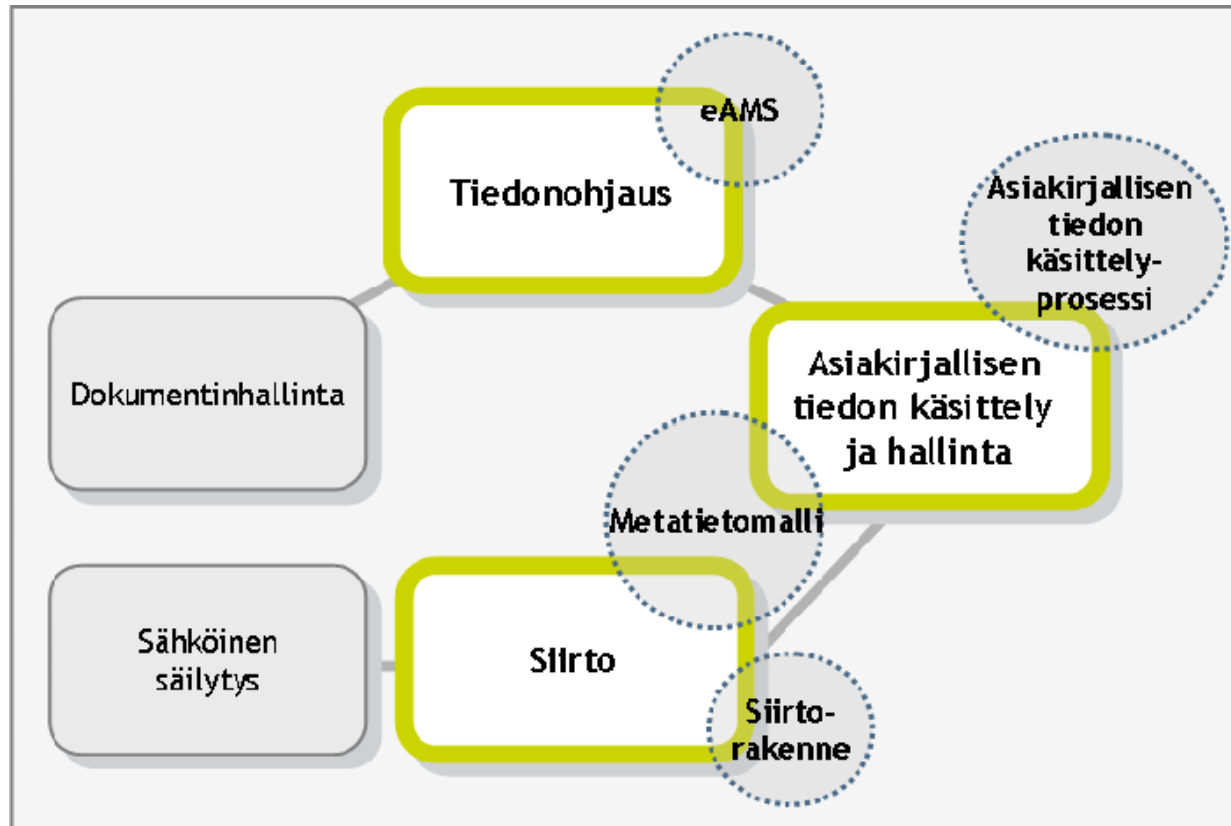 eAMS
Tiedonohjaus
Asiakirjallisen
tiedon
käsittely-
prosessi
Dokumentinhallinta
Asiakirjallisen
tiedon käsittely
ja hallinta
Metatietomalli
Sähköinen
säilytys
Siirto
Siirto-
rakenne